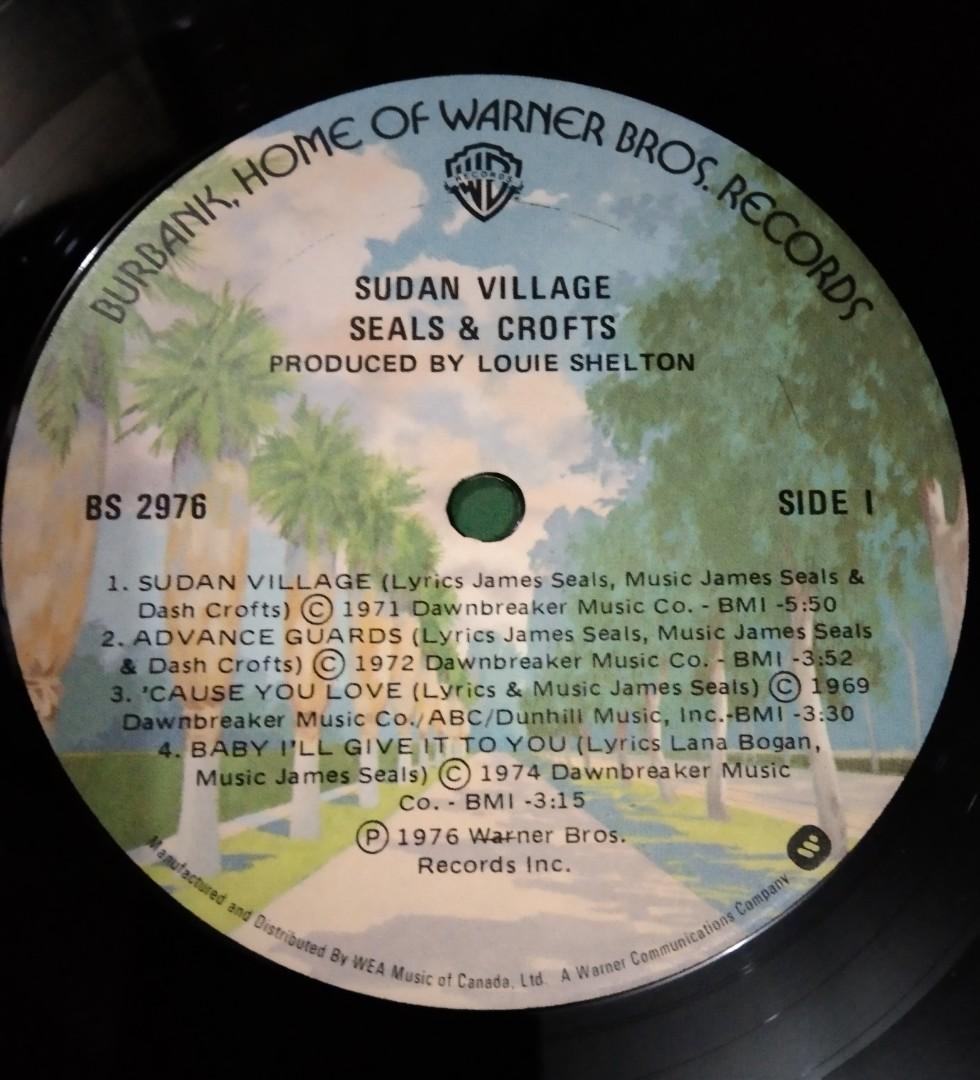 BURBANK, HOME OF WARNER BROS. RECORDS
WB
RECORDS
SUDAN VILLAGE
SEALS & CROFTS
PRODUCED BY LOUIE SHELTON
BS 2976
SIDE 1
1. SUDAN VILLAGE (Lyrics James Seals, Music James Seals &
Dash Crofts) © 1971 Dawnbreaker Music Co. - BMI -5:50
2. ADVANCE GUARDS (Lyrics James Seals, Music James Seals
& Dash Crofts) © 1972 Dawnbreaker Music Co. - BMI -3:52
3. 'CAUSE YOU LOVE (Lyrics & Music James Seals) © 1969
Dawnbreaker Music Co./ABC/Dunhill Music, Inc.-BMI -3:30
4. BABY I'LL GIVE IT TO YOU (Lyrics Lana Bogan,
Music James Seals) © 1974 Dawnbreaker Music
Co. - BMI -3:15
Ⓟ 1976 Warner Bros.
Records Inc.
Manufactured and Distributed By WEA Music of Canada, Ltd. A Warner Communications Company